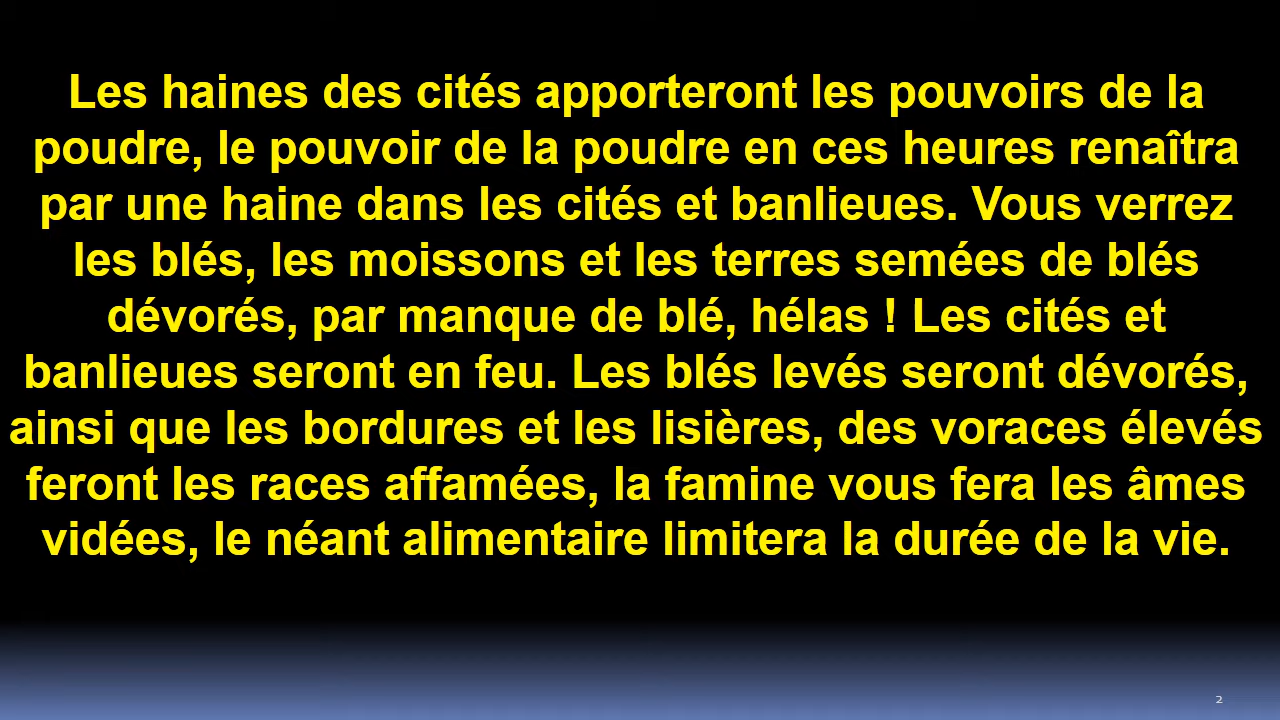 Les haines des cités apporteront les pouvoirs de la
poudre, le pouvoir de la poudre en ces heures renaîtra
par une haine dans les cités et banlieues. Vous verrez
les blés, les moissons et les terres semées de blés
dévorés, par manque de blé, hélas ! Les cités et
banlieues seront en feu. Les blés levés seront dévorés,
ainsi que les bordures et les lisières, des voraces élevés
feront les races affamées, la famine vous fera les âmes
vidées, le néant alimentaire limitera la durée de la vie.
2